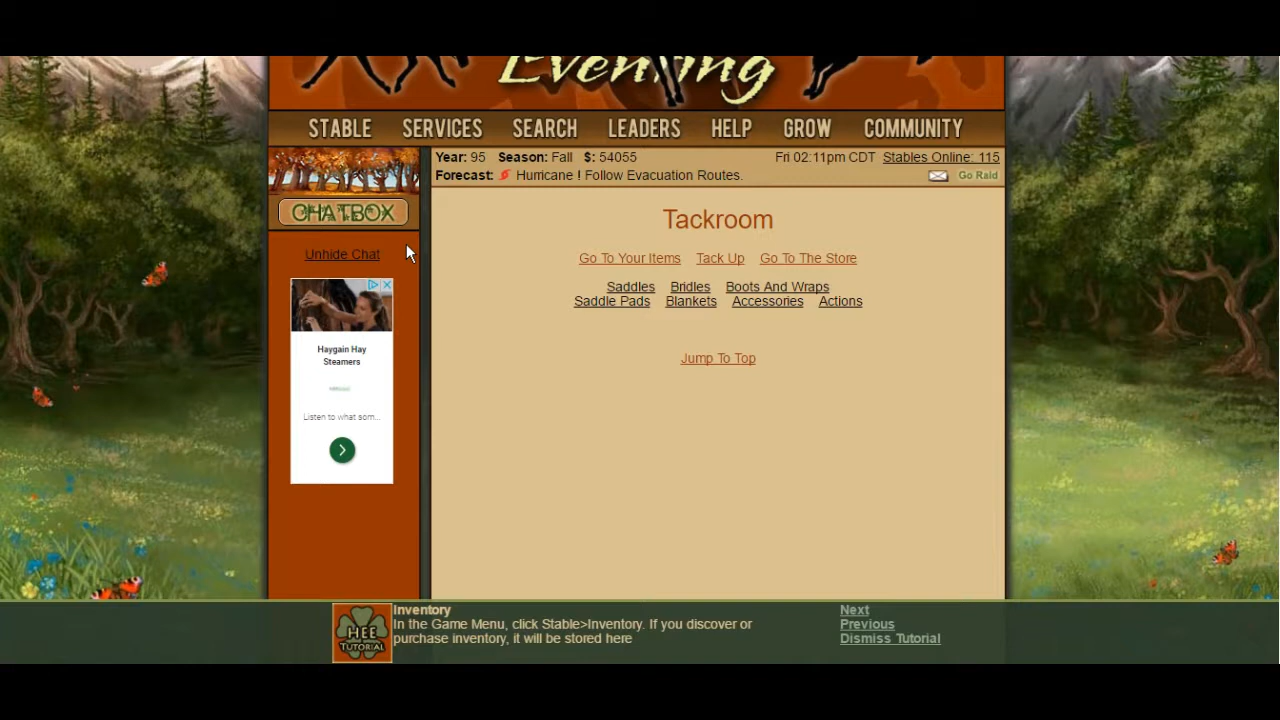 Eventing
STABLE SERVICES SEARCH LEADERS HELP GROW COMMUNITY
Year: 95 Season: Fall $: 54055 Fri 02:11pm CDT Stables Online: 115
Forecast: Hurricane ! Follow Evacuation Routes. Go Raid
CHATBOX
Unhide Chat
Haygain Hay
Steamers
Listen to what som...
Tackroom
Go To Your Items Tack Up Go To The Store
Saddles Bridles Boots And Wraps
Saddle Pads Blankets Accessories Actions
Jump To Top
HEE
TUTORIAL
Inventory
In the Game Menu, click Stable>Inventory. If you discover or
purchase inventory, it will be stored here
Next
Previous
Dismiss Tutorial